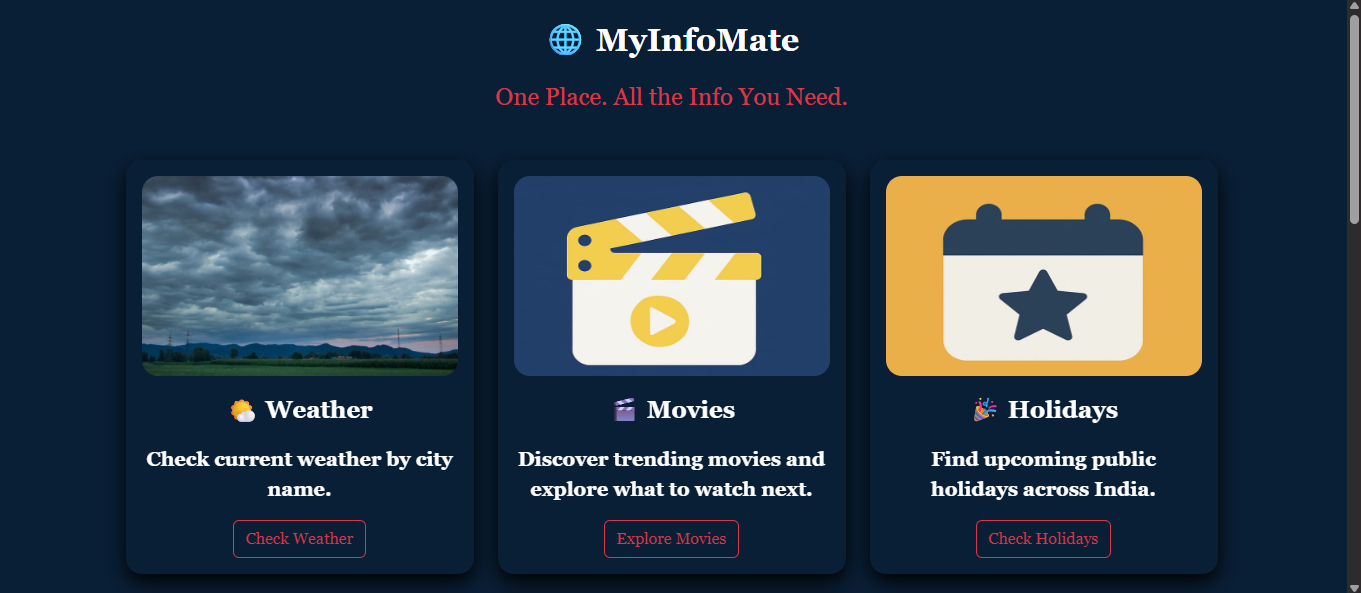 MyInfoMate
One Place. All the Info You Need.
Weather
Check current weather by city
name.
Check Weather
Movies
Discover trending movies and
explore what to watch next.
Explore Movies
Holidays
Find upcoming public
holidays across India.
Check Holidays